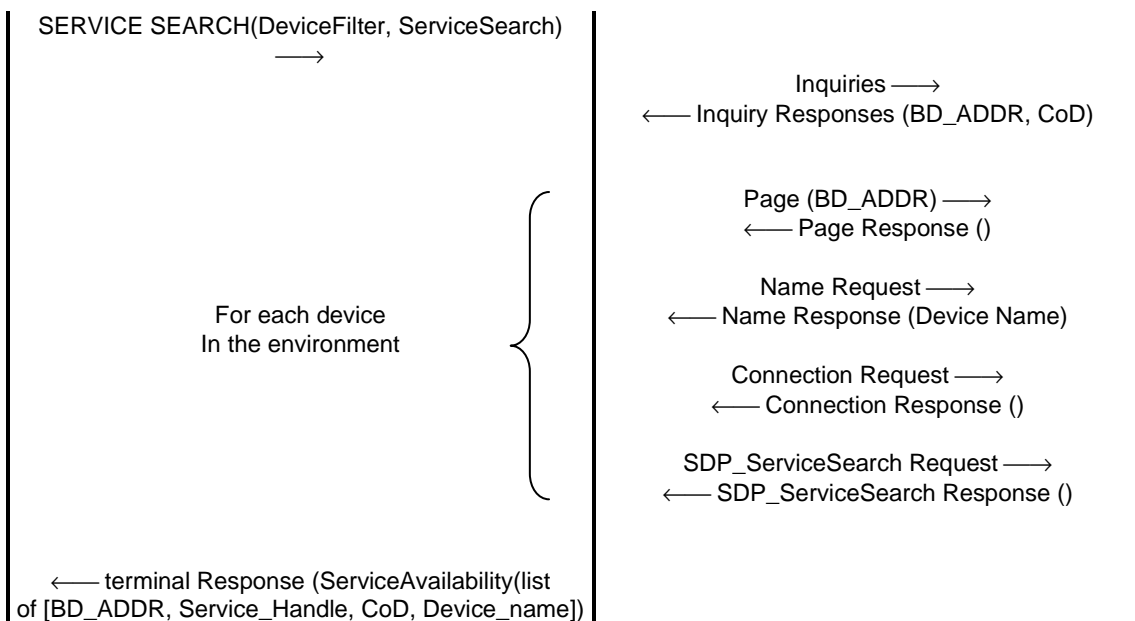 SERVICE SEARCH(DeviceFilter, ServiceSearch)
⟶
Inquiries ⟶
⟵ Inquiry Responses (BD_ADDR, CoD)
Page (BD_ADDR) ⟶
⟵ Page Response ()
Name Request ⟶
⟵ Name Response (Device Name)
For each device
In the environment
Connection Request ⟶
⟵ Connection Response ()
SDP_ServiceSearch Request ⟶
⟵ SDP_ServiceSearch Response ()
⟵ terminal Response (ServiceAvailability(list
of [BD_ADDR, Service_Handle, CoD, Device_name])